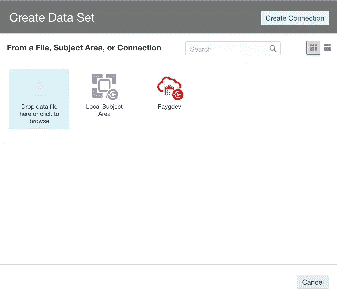 Create Data Set
Create Connection
From a File, Subject Area, or Connection
Search
Drop data file
here or click to
browse
Local Subject
Area
Paygdev
Cancel